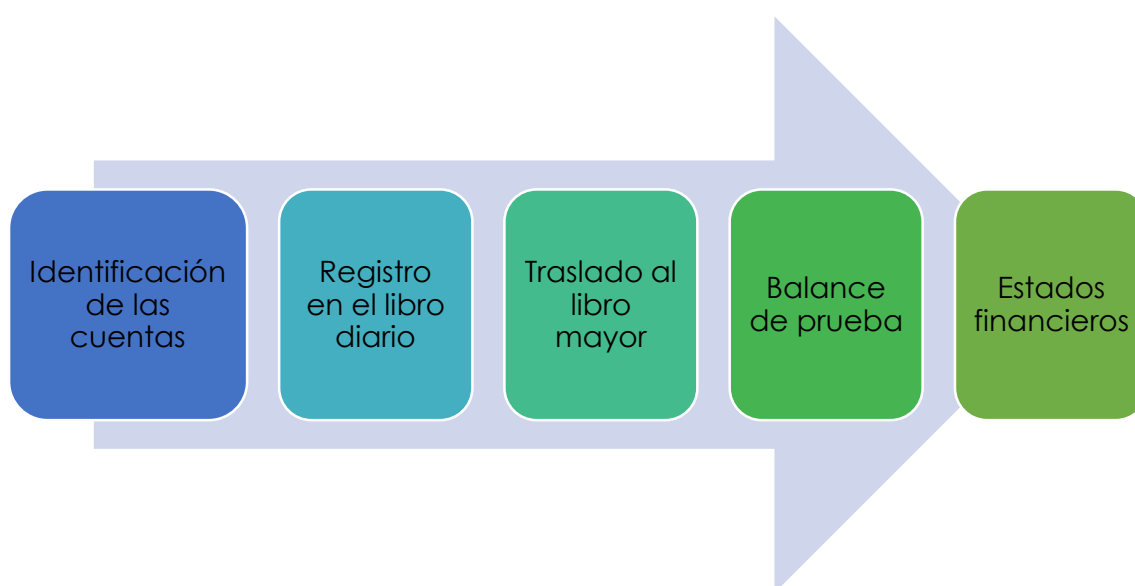 Identificación
de las
cuentas
Registro
en el libro
diario
Traslado al
libro
mayor
Balance
de prueba
Estados
financieros